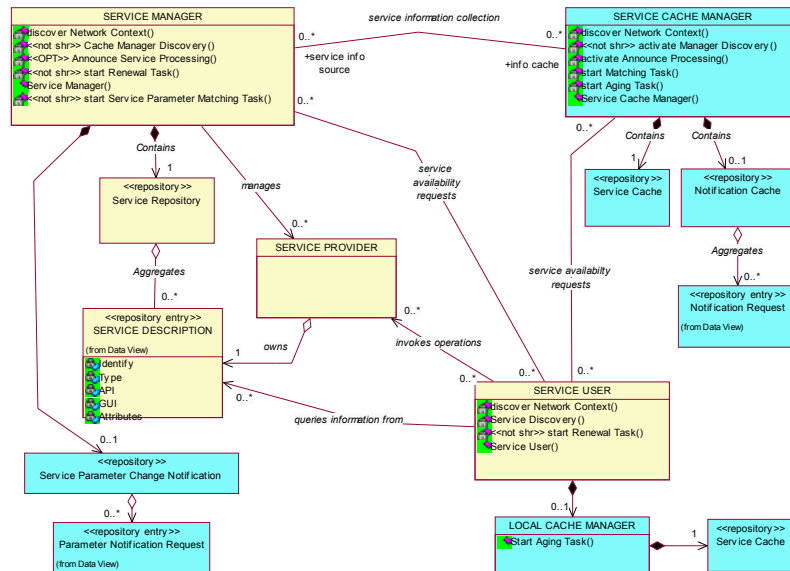 SERVICE MANAGER
discover Network Context()
<<not shr>> Cache Manager Discovery()
<<OPT>> Announce Service Processing()
<<not shr>> start Renewal Task()
Service Manager()
<<not shr>> start Service Parameter Matching Task()
0..*
service information collection
0..*
+service info
source
+info cache
0..*
SERVICE CACHE MANAGER
discover Network Context()
<<not shr>> activate Manager Discovery()
activate Announce Processing()
start Matching Task()
start Aging Task()
Service Cache Manager()
0..*
Contains
1
Contains
0..1
Contains
1
manages
0..*
service
availability
requests
<<repository>>
Service Repository
<<repository>>
Service Cache
<<repository>>
Notification Cache
Aggregates
0..*
Aggregates
0..*
SERVICE PROVIDER
0..*
service availabilty
requests
<<repository entry>>
Notification Request
(from Data View)
<<repository entry>>
SERVICE DESCRIPTION
(from Data View)
Identify
Type
API
GUI
Attributes
1
owns
0..*
invokes operations
0..*
0..*
0..*
queries information from
SERVICE USER
discover Network Context()
Service Discovery()
<<not shr>> start Renewal Task()
Service User()
0..1
<<repository>>
Service Parameter Change Notification
0..*
<<repository entry>>
Parameter Notification Request
(from Data View)
0..1
LOCAL CACHE MANAGER
Start Aging Task()
1
<<repository>>
Service Cache